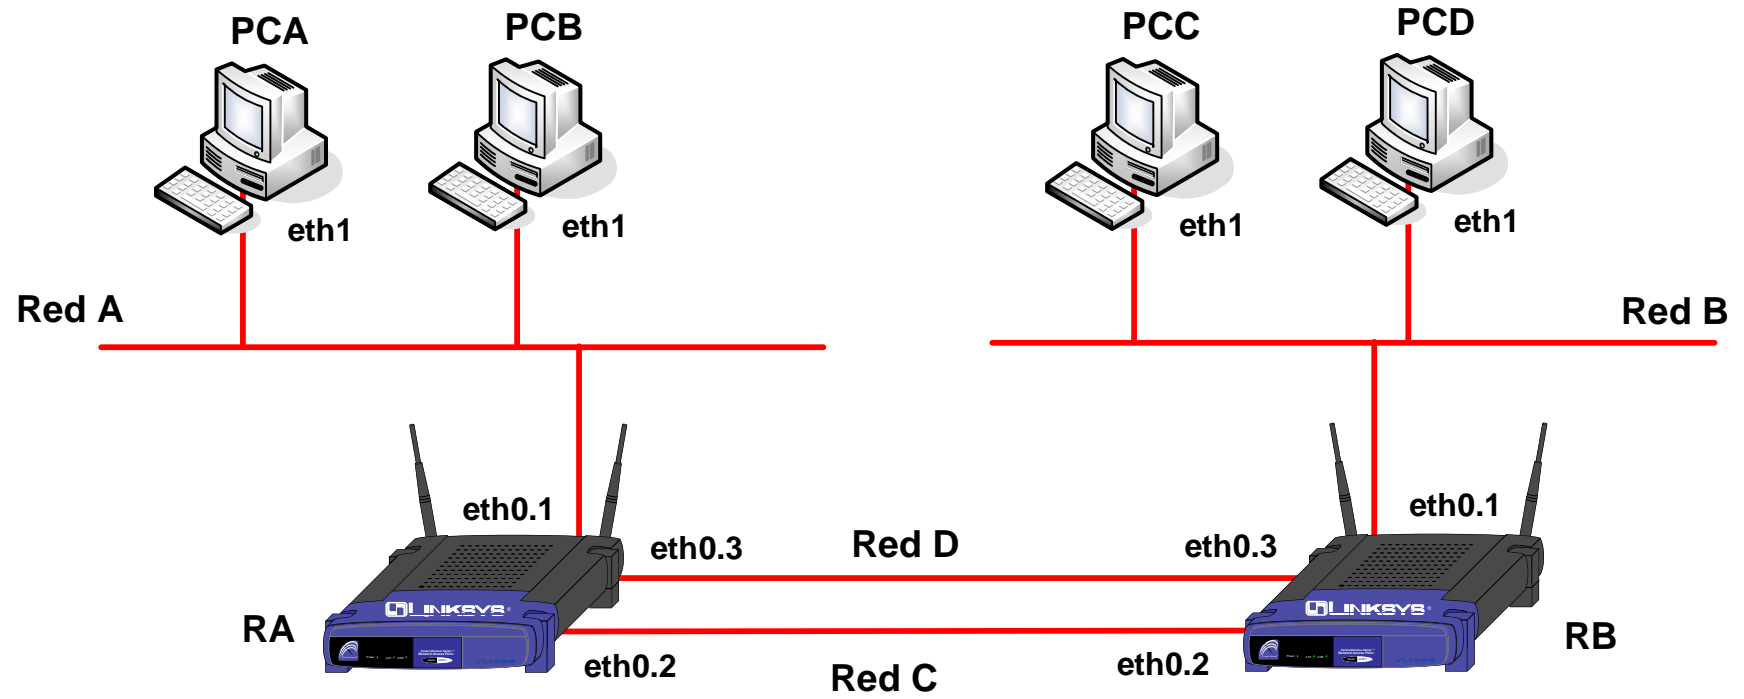 PCA
PCB
PCC
PCD
eth1
eth1
eth1
eth1
Red A
Red B
eth0.1
eth0.1
eth0.3
Red D
eth0.3
LINKSYS®
LINKSYS®
RA
RB
eth0.2
Red C
eth0.2